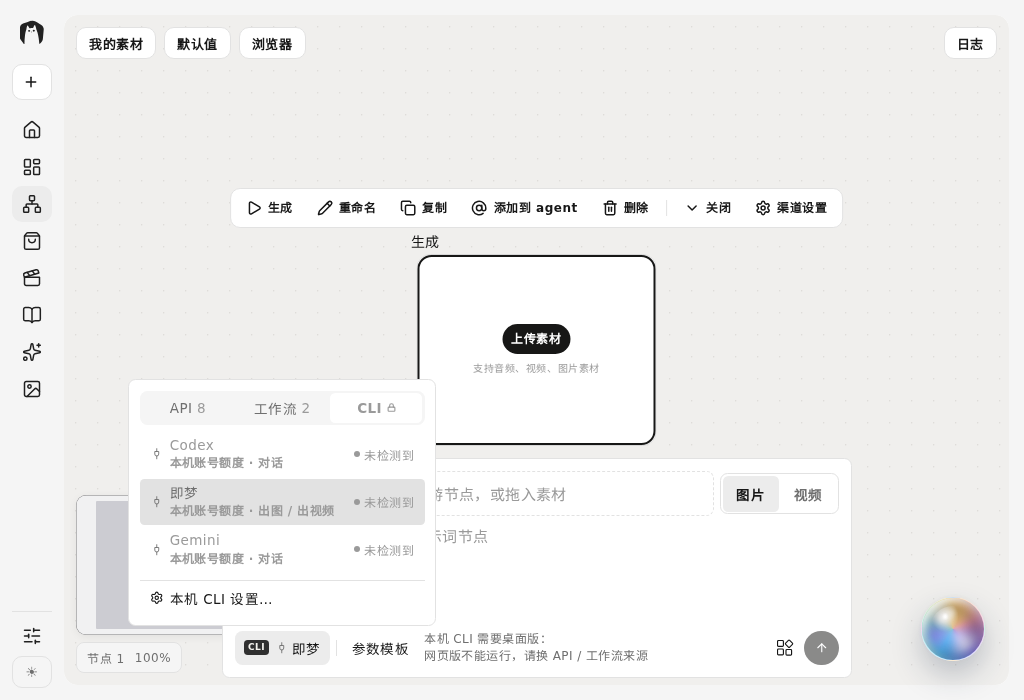 我的素材
默认值
浏览器
日志
生成
重命名
复制
添加到 agent
删除
关闭
渠道设置
生成
上传素材
支持音频、视频、图片素材
API 8
工作流 2
CLI
Codex
本机账号额度 · 对话
未检测到
即梦
本机账号额度 · 出图 / 出视频
未检测到
Gemini
本机账号额度 · 对话
未检测到
本机 CLI 设置...
节点，或拖入素材
图片
视频
词节点
CLI
即梦
参数模板
本机 CLI 需要桌面版：
网页版不能运行，请换 API / 工作流来源
节点 1
100%